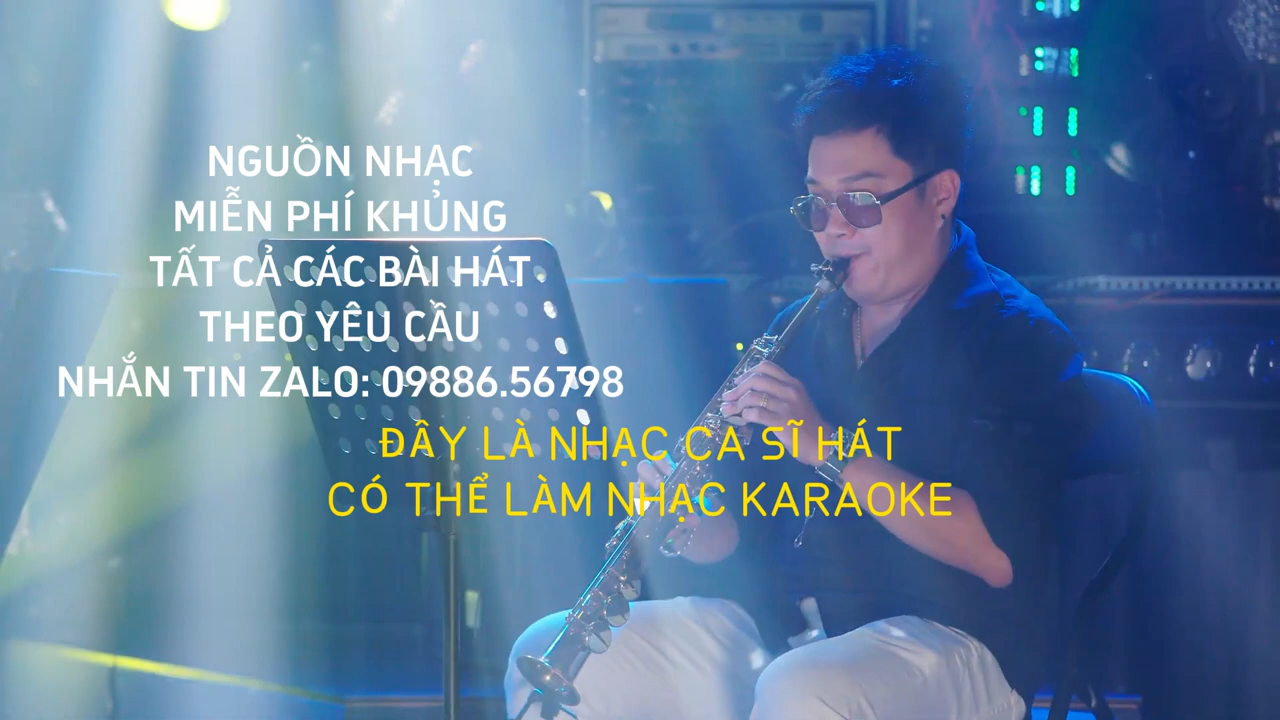 NGUỒN NHẠC
MIỄN PHÍ KHỦNG
TẤT CẢ CÁC BÀI HÁT
THEO YÊU CẦU
NHẮN TIN ZALO: 09886.56798
ĐÂY LÀ NHẠC CA SĨ HÁT
CÓ THỂ LÀM NHẠC KARAOKE